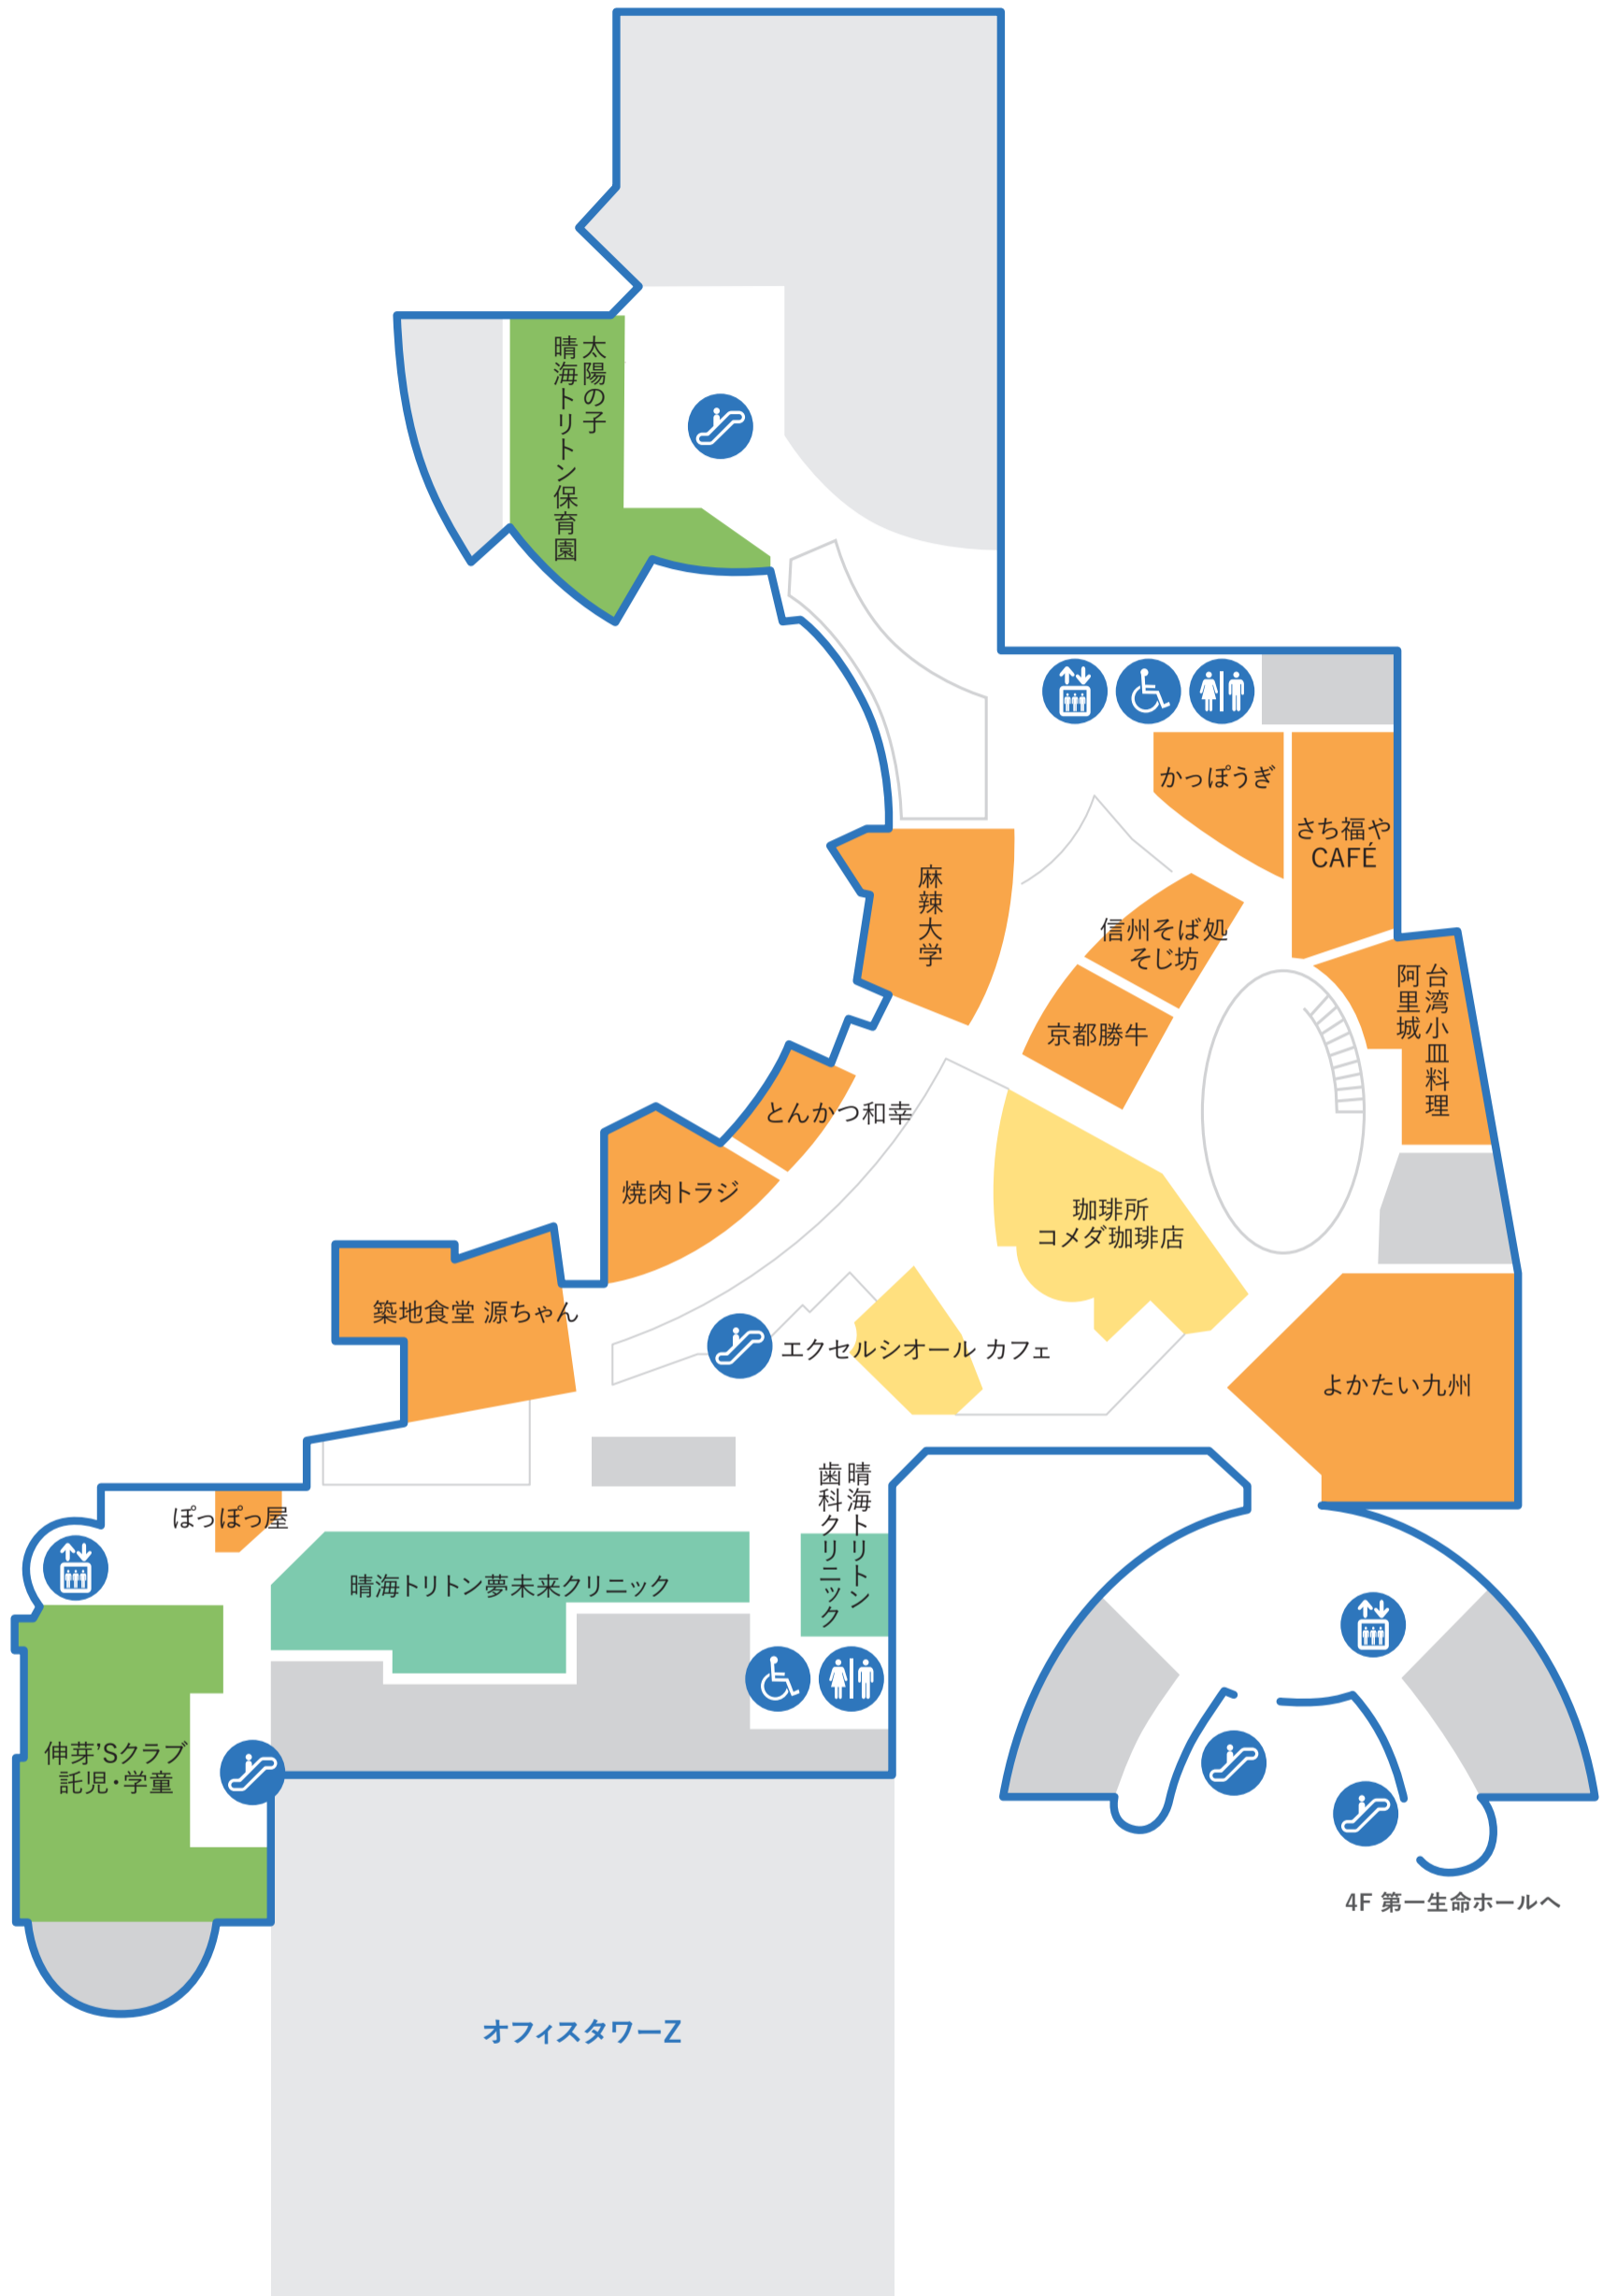 太陽の子
晴海トリトン保育園
かっぽうぎ
さち福や
CAFÉ
麻辣大学
信州そば処
そじ坊
台湾小皿料理
阿里城
京都勝牛
とんかつ和幸
焼肉トラジ
珈琲所
コメダ珈琲店
築地食堂 源ちゃん
エクセルシオール カフェ
よかたい九州
ぽっぽっ屋
晴海トリトン
歯科クリニック
晴海トリトン夢未来クリニック
伸芽’Sクラブ
託児・学童
4F 第一生命ホールへ
オフィスタワーZ